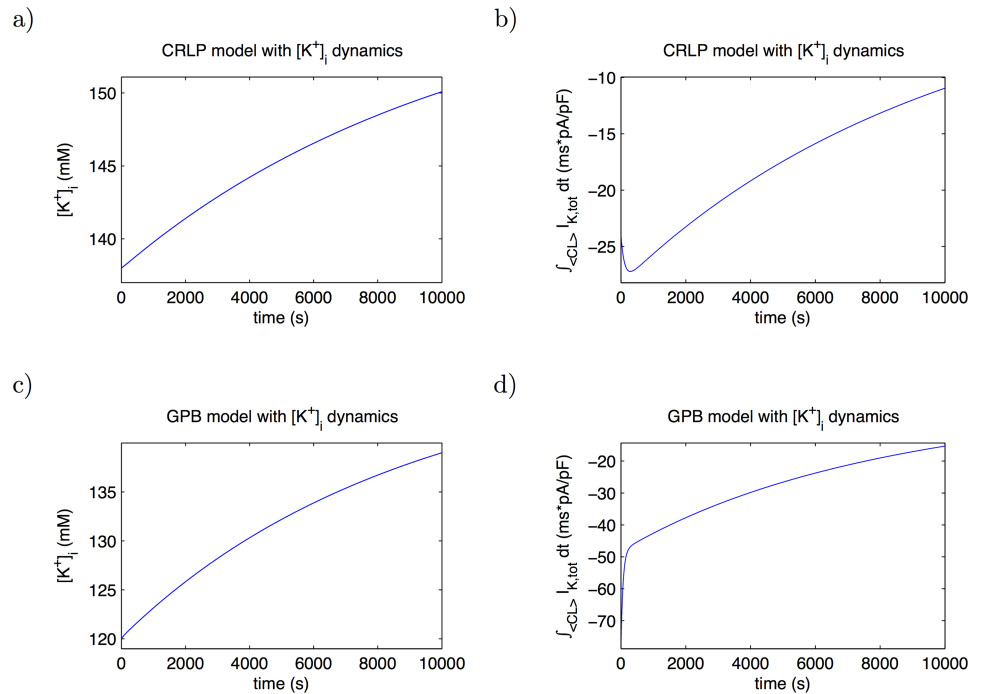 a)
CRLP model with [K⁺]ᵢ dynamics
[K⁺]ᵢ (mM)
150
145
140
0 2000 4000 6000 8000 10000
time (s)
b)
CRLP model with [K⁺]ᵢ dynamics
∫<CL> I_K,tot dt (ms*pA/pF)
−10
−15
−20
−25
0 2000 4000 6000 8000 10000
time (s)
c)
GPB model with [K⁺]ᵢ dynamics
[K⁺]ᵢ (mM)
135
130
125
120
0 2000 4000 6000 8000 10000
time (s)
d)
GPB model with [K⁺]ᵢ dynamics
∫<CL> I_K,tot dt (ms*pA/pF)
−20
−30
−40
−50
−60
−70
0 2000 4000 6000 8000 10000
time (s)